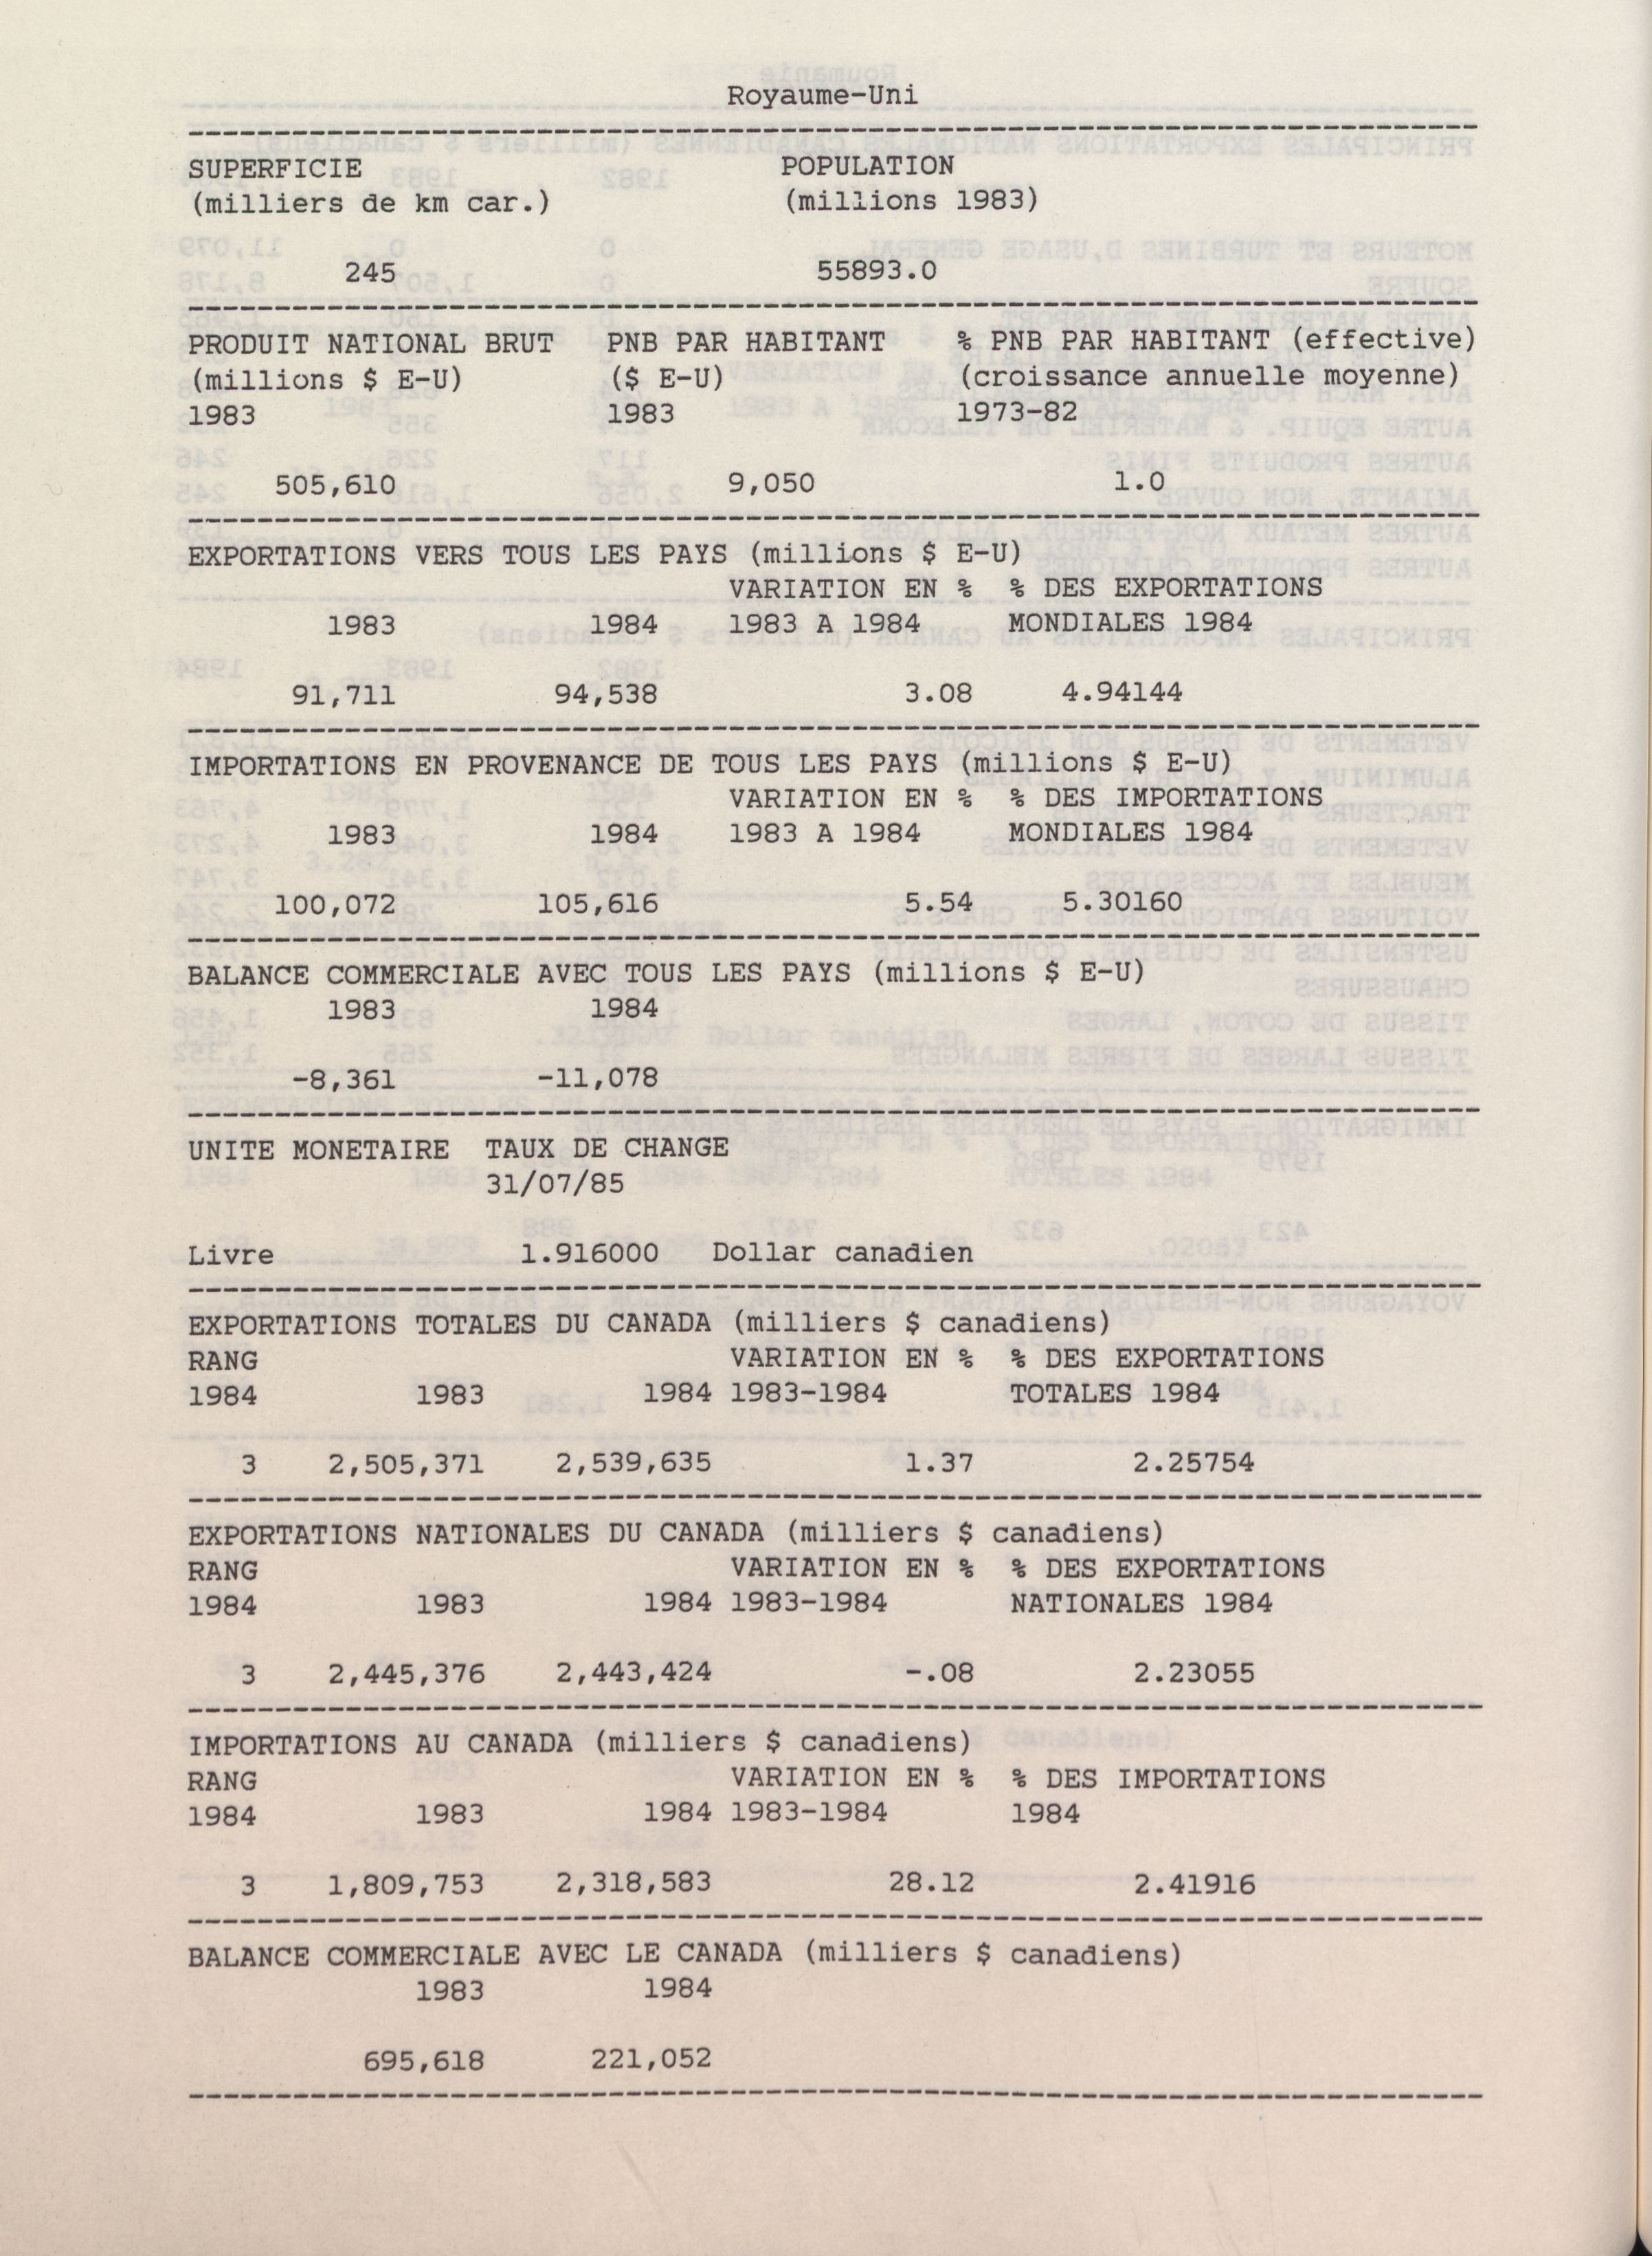 Royaume-Uni
SUPERFICIE POPULATION
(milliers de km car.) (millions 1983)
245 55893.0
PRODUIT NATIONAL BRUT PNB PAR HABITANT % PNB PAR HABITANT (effective)
(millions $ E-U) ($ E-U) (croissance annuelle moyenne)
1983 1983 1973-82
505,610 9,050 1.0
EXPORTATIONS VERS TOUS LES PAYS (millions $ E-U)
VARIATION EN % % DES EXPORTATIONS
1983 1984 1983 A 1984 MONDIALES 1984
91,711 94,538 3.08 4.94144
IMPORTATIONS EN PROVENANCE DE TOUS LES PAYS (millions $ E-U)
VARIATION EN % % DES IMPORTATIONS
1983 1984 1983 A 1984 MONDIALES 1984
100,072 105,616 5.54 5.30160
BALANCE COMMERCIALE AVEC TOUS LES PAYS (millions $ E-U)
1983 1984
-8,361 -11,078
UNITE MONETAIRE TAUX DE CHANGE
31/07/85
Livre 1.916000 Dollar canadien
EXPORTATIONS TOTALES DU CANADA (milliers $ canadiens)
RANG VARIATION EN % % DES EXPORTATIONS
1984 1983 1984 1983-1984 TOTALES 1984
3 2,505,371 2,539,635 1.37 2.25754
EXPORTATIONS NATIONALES DU CANADA (milliers $ canadiens)
RANG VARIATION EN % % DES EXPORTATIONS
1984 1983 1984 1983-1984 NATIONALES 1984
3 2,445,376 2,443,424 -.08 2.23055
IMPORTATIONS AU CANADA (milliers $ canadiens)
RANG VARIATION EN % % DES IMPORTATIONS
1984 1983 1984 1983-1984 1984
3 1,809,753 2,318,583 28.12 2.41916
BALANCE COMMERCIALE AVEC LE CANADA (milliers $ canadiens)
1983 1984
695,618 221,052